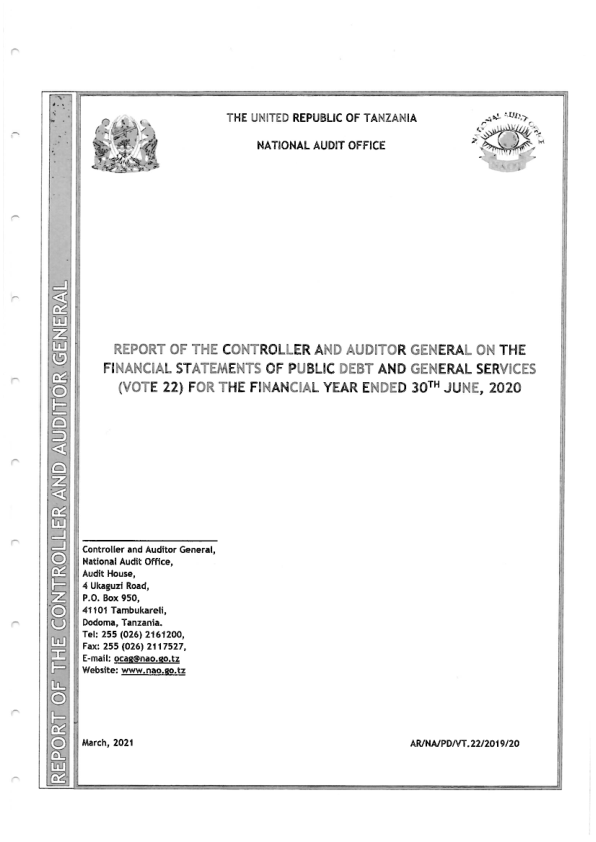 THE UNITED REPUBLIC OF TANZANIA
NATIONAL AUDIT OFFICE
NATIONAL AUDIT OFFICE
REPORT OF THE CONTROLLER AND AUDITOR GENERAL
REPORT OF THE CONTROLLER AND AUDITOR GENERAL ON THE
FINANCIAL STATEMENTS OF PUBLIC DEBT AND GENERAL SERVICES
(VOTE 22) FOR THE FINANCIAL YEAR ENDED 30TH JUNE, 2020
Controller and Auditor General,
National Audit Office,
Audit House,
4 Ukaguzi Road,
P.O. Box 950,
41101 Tambukareli,
Dodoma, Tanzania.
Tel: 255 (026) 2161200,
Fax: 255 (026) 2117527,
E-mail: ocag@nao.go.tz
Website: www.nao.go.tz
March, 2021
AR/NA/PD/VT.22/2019/20